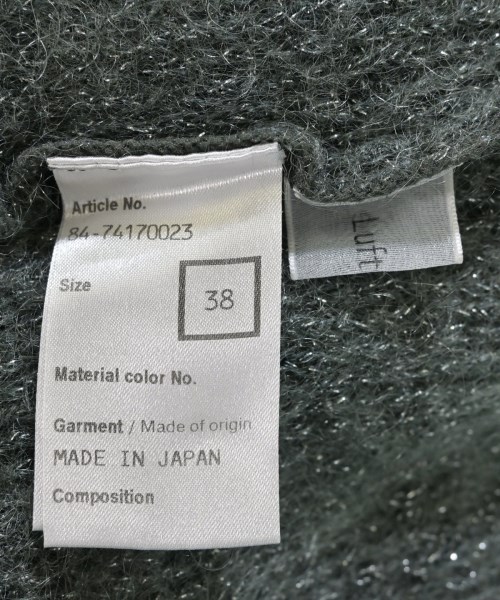 Article No.
84-74170023
Size
38
Material color No.
Garment / Made of origin
MADE IN JAPAN
Composition
Luft